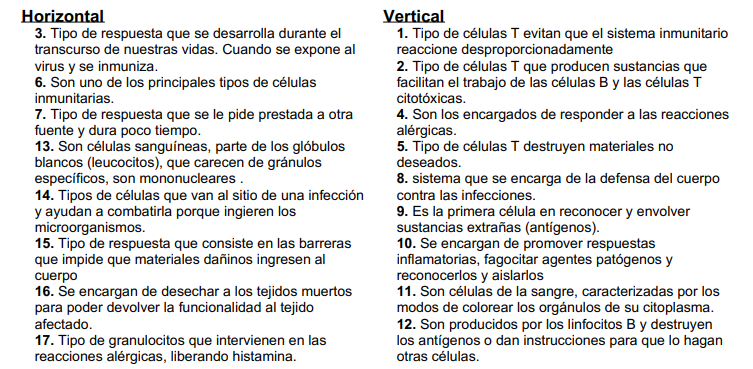 Horizontal
3. Tipo de respuesta que se desarrolla durante el
transcurso de nuestras vidas. Cuando se expone al
virus y se inmuniza.
6. Son uno de los principales tipos de células
inmunitarias.
7. Tipo de respuesta que se le pide prestada a otra
fuente y dura poco tiempo.
13. Son células sanguíneas, parte de los glóbulos
blancos (leucocitos), que carecen de gránulos
específicos, son mononucleares .
14. Tipos de células que van al sitio de una infección
y ayudan a combatirla porque ingieren los
microorganismos.
15. Tipo de respuesta que consiste en las barreras
que impide que materiales dañinos ingresen al
cuerpo
16. Se encargan de desechar a los tejidos muertos
para poder devolver la funcionalidad al tejido
afectado.
17. Tipo de granulocitos que intervienen en las
reacciones alérgicas, liberando histamina.
Vertical
1. Tipo de células T evitan que el sistema inmunitario
reaccione desproporcionadamente
2. Tipo de células T que producen sustancias que
facilitan el trabajo de las células B y las células T
citotóxicas.
4. Son los encargados de responder a las reacciones
alérgicas.
5. Tipo de células T destruyen materiales no
deseados.
8. sistema que se encarga de la defensa del cuerpo
contra las infecciones.
9. Es la primera célula en reconocer y envolver
sustancias extrañas (antígenos).
10. Se encargan de promover respuestas
inflamatorias, fagocitar agentes patógenos y
reconocerlos y aislarlos
11. Son células de la sangre, caracterizadas por los
modos de colorear los orgánulos de su citoplasma.
12. Son producidos por los linfocitos B y destruyen
los antígenos o dan instrucciones para que lo hagan
otras células.